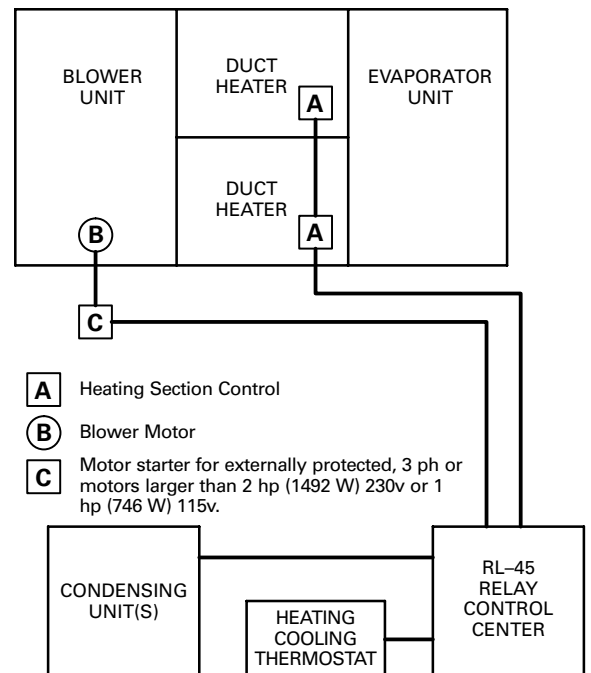 BLOWER
UNIT
DUCT
HEATER
A
EVAPORATOR
UNIT
DUCT
HEATER
A
B
C
A Heating Section Control
B Blower Motor
C Motor starter for externally protected, 3 ph or
motors larger than 2 hp (1492 W) 230v or 1
hp (746 W) 115v.
CONDENSING
UNIT(S)
HEATING
COOLING
THERMOSTAT
RL–45
RELAY
CONTROL
CENTER